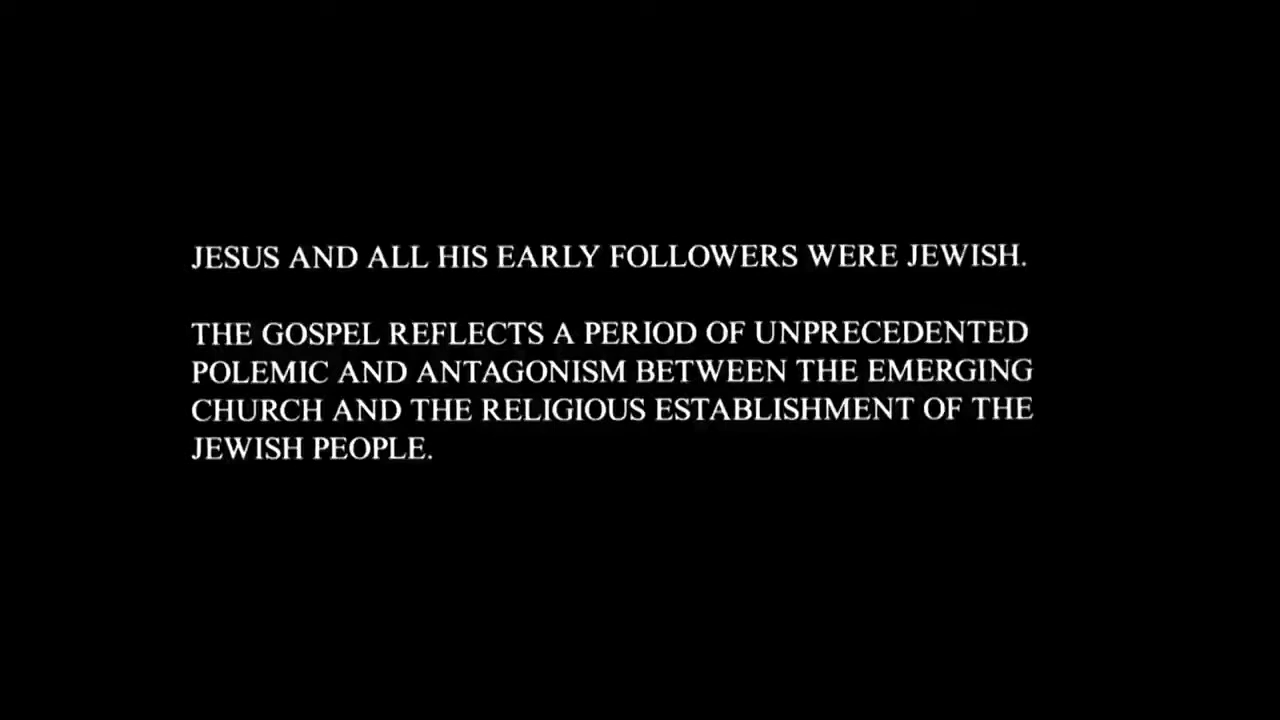 JESUS AND ALL HIS EARLY FOLLOWERS WERE JEWISH.
THE GOSPEL REFLECTS A PERIOD OF UNPRECEDENTED
POLEMIC AND ANTAGONISM BETWEEN THE EMERGING
CHURCH AND THE RELIGIOUS ESTABLISHMENT OF THE
JEWISH PEOPLE.